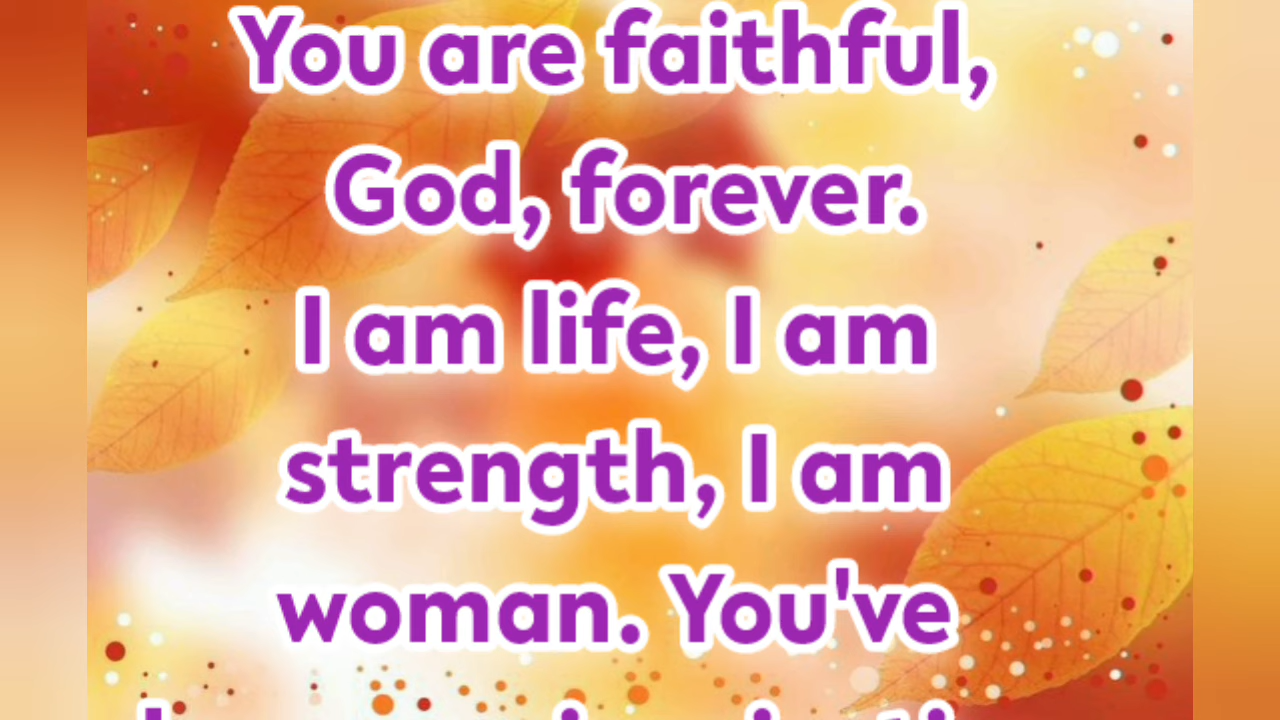 You are faithful,
God, forever.
I am life, I am
strength, I am
woman. You've